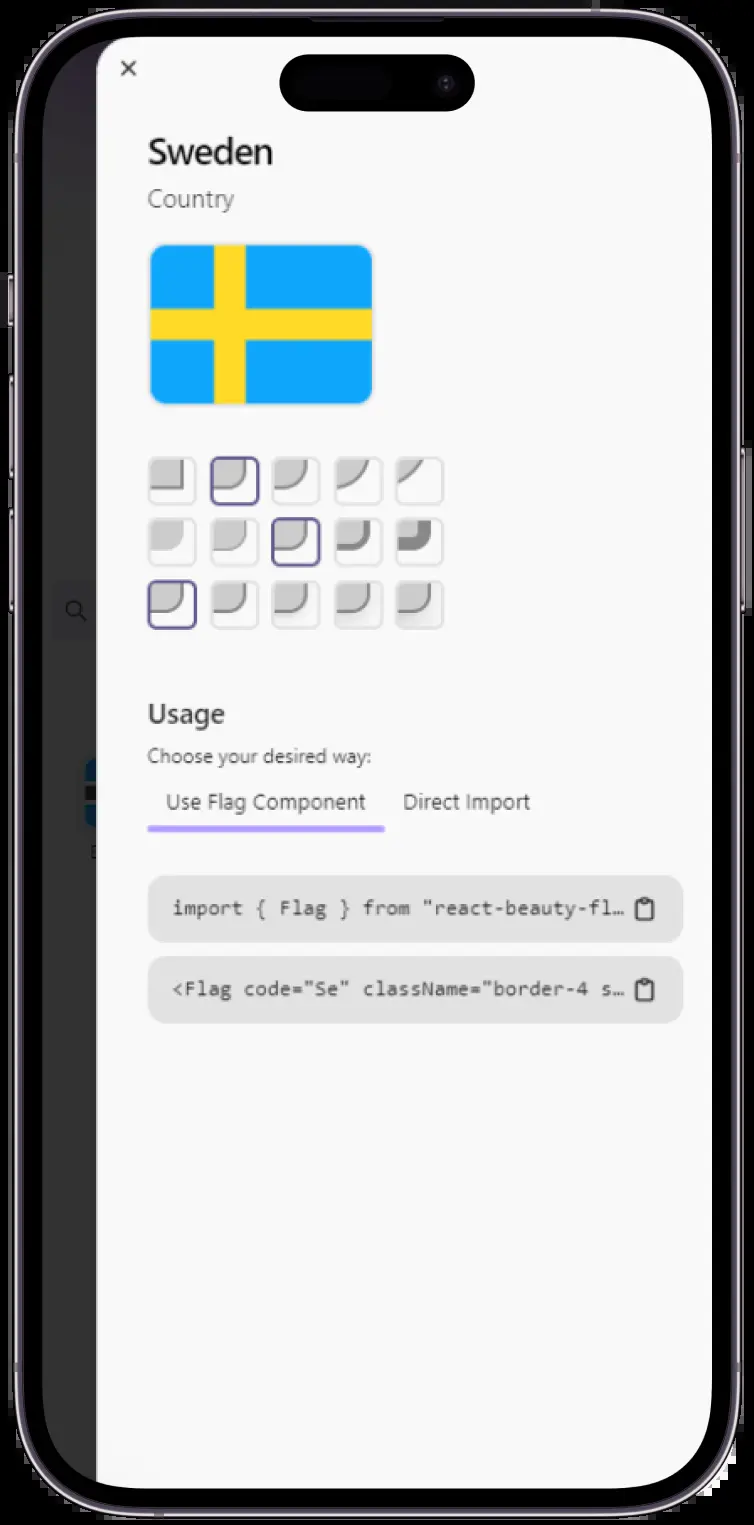 Sweden
Country
Usage
Choose your desired way:
Use Flag Component Direct Import
import { Flag } from "react-beauty-fl…
<Flag code="Se" className="border-4 s…